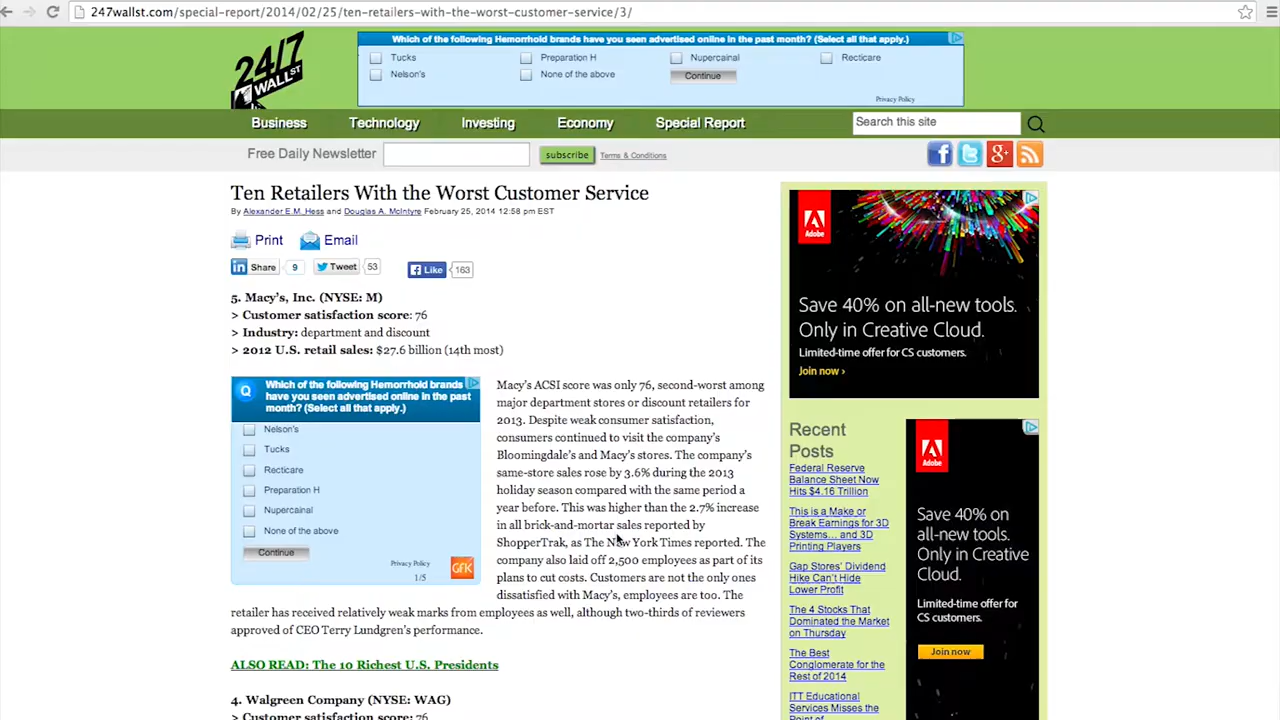 247wallst.com/special-report/2014/02/25/ten-retailers-with-the-worst-customer-service/3/
24/7
WALL ST
Which of the following Hemorrhold brands have you seen advertised online in the past month? (Select all that apply.)
Tucks
Preparation H
Nupercainal
Recticare
Nelson's
None of the above
Continue
Privacy Policy
Business
Technology
Investing
Economy
Special Report
Search this site
Free Daily Newsletter
subscribe
Terms & Conditions
Ten Retailers With the Worst Customer Service
By Alexander E.M. Hess and Douglas A. McIntyre February 25, 2014 12:58 pm EST
Print
Email
Share 9
Tweet 53
Like 163
5. Macy's, Inc. (NYSE: M)
> Customer satisfaction score: 76
> Industry: department and discount
> 2012 U.S. retail sales: $27.6 billion (14th most)
Q
Which of the following Hemorrhold brands
have you seen advertised online in the past
month? (Select all that apply.)
Nelson's
Tucks
Recticare
Preparation H
Nupercainal
None of the above
Continue
Privacy Policy
1/5
GFK
Macy's ACSI score was only 76, second-worst among
major department stores or discount retailers for
2013. Despite weak consumer satisfaction,
consumers continued to visit the company's
Bloomingdale's and Macy's stores. The company's
same-store sales rose by 3.6% during the 2013
holiday season compared with the same period a
year before. This was higher than the 2.7% increase
in all brick-and-mortar sales reported by
ShopperTrak, as The New York Times reported. The
company also laid off 2,500 employees as part of its
plans to cut costs. Customers are not the only ones
dissatisfied with Macy's, employees are too. The
retailer has received relatively weak marks from employees as well, although two-thirds of reviewers
approved of CEO Terry Lundgren's performance.
ALSO READ: The 10 Richest U.S. Presidents
4. Walgreen Company (NYSE: WAG)
> Customer satisfaction score: 76
Adobe
Save 40% on all-new tools.
Only in Creative Cloud.
Limited-time offer for CS customers.
Join now ›
Recent
Posts
Federal Reserve
Balance Sheet Now
Hits $4.16 Trillion
This is a Make or
Break Earnings for 3D
Systems… and 3D
Printing Players
Gap Stores' Dividend
Hike Can't Hide
Lower Profit
The 4 Stocks That
Dominated the Market
on Thursday
The Best
Conglomerate for the
Rest of 2014
ITT Educational
Services Misses the
Point of
Adobe
Save 40% on
all-new tools.
Only in Creative
Cloud.
Limited-time offer for
CS customers.
Join now